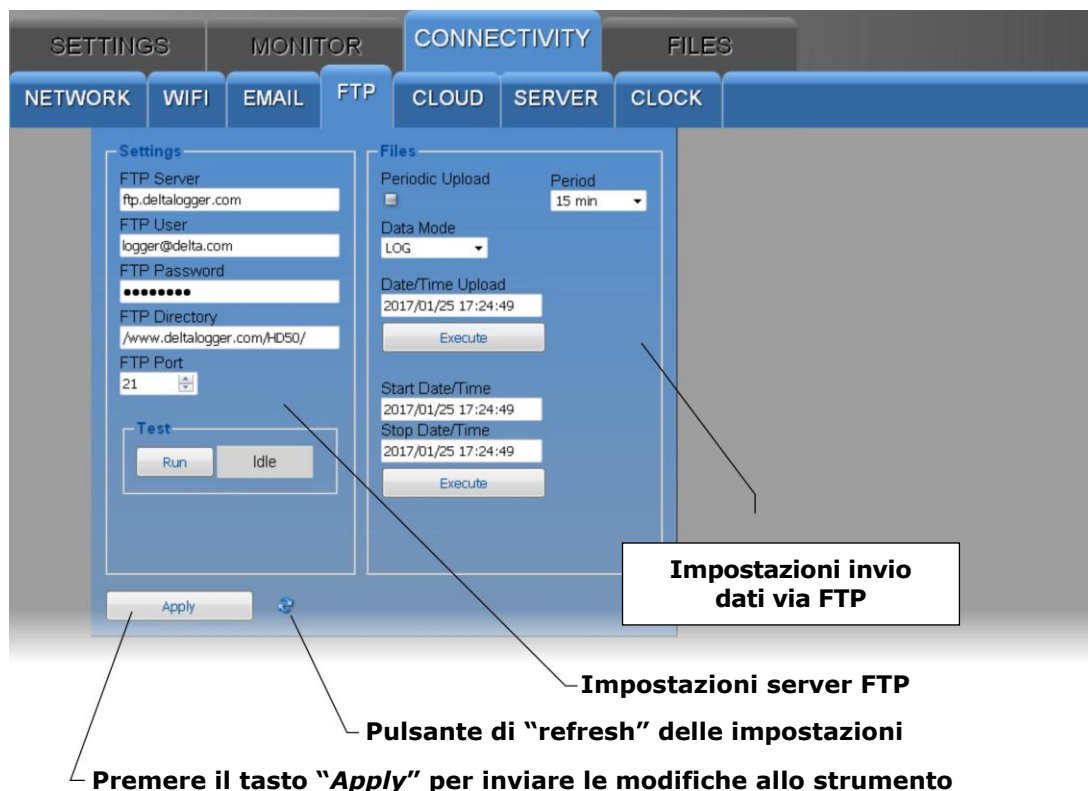 SETTINGS MONITOR CONNECTIVITY FILES
NETWORK WIFI EMAIL FTP CLOUD SERVER CLOCK
Settings
FTP Server
ftp.deltalogger.com
FTP User
logger@delta.com
FTP Password
●●●●●●●●
FTP Directory
/www.deltalogger.com/HD50/
FTP Port
21
Test
Run Idle
Files
Periodic Upload Period
15 min
Data Mode
LOG
Date/Time Upload
2017/01/25 17:24:49
Execute
Start Date/Time
2017/01/25 17:24:49
Stop Date/Time
2017/01/25 17:24:49
Execute
Apply
Impostazioni invio
dati via FTP
Impostazioni server FTP
Pulsante di “refresh” delle impostazioni
Premere il tasto “Apply” per inviare le modifiche allo strumento